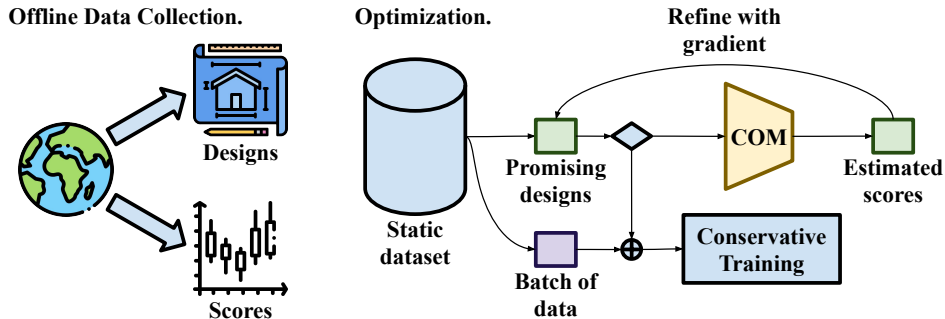 Offline Data Collection.
Designs
Scores
Optimization.
Refine with
gradient
Static
dataset
Promising
designs
COM
Estimated
scores
Batch of
data
Conservative
Training